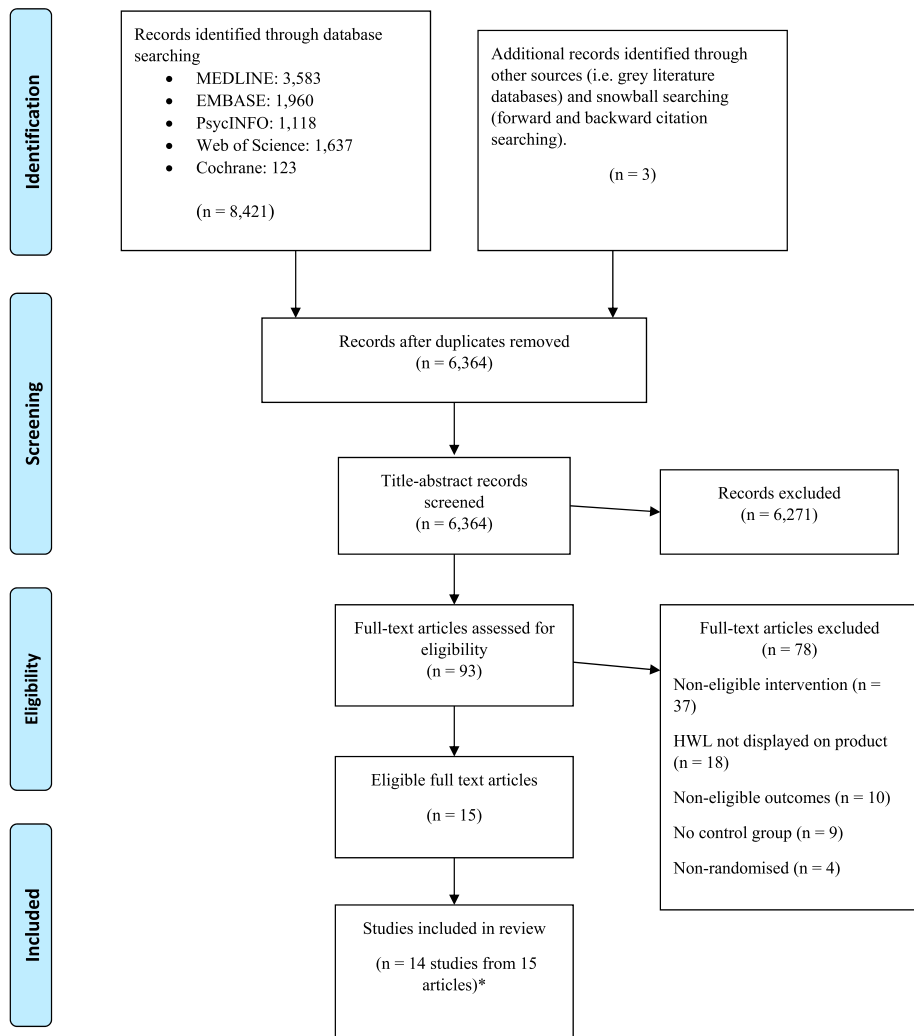 Identification
Records identified through database
searching
• MEDLINE: 3,583
• EMBASE: 1,960
• PsycINFO: 1,118
• Web of Science: 1,637
• Cochrane: 123
(n = 8,421)
Additional records identified through
other sources (i.e. grey literature
databases) and snowball searching
(forward and backward citation
searching).
(n = 3)
Screening
Records after duplicates removed
(n = 6,364)
Title-abstract records
screened
(n = 6,364)
Records excluded
(n = 6,271)
Eligibility
Full-text articles assessed for
eligibility
(n = 93)
Full-text articles excluded
(n = 78)
Non-eligible intervention (n =
37)
HWL not displayed on product
(n = 18)
Non-eligible outcomes (n = 10)
No control group (n = 9)
Non-randomised (n = 4)
Eligible full text articles
(n = 15)
Included
Studies included in review
(n = 14 studies from 15
articles)*